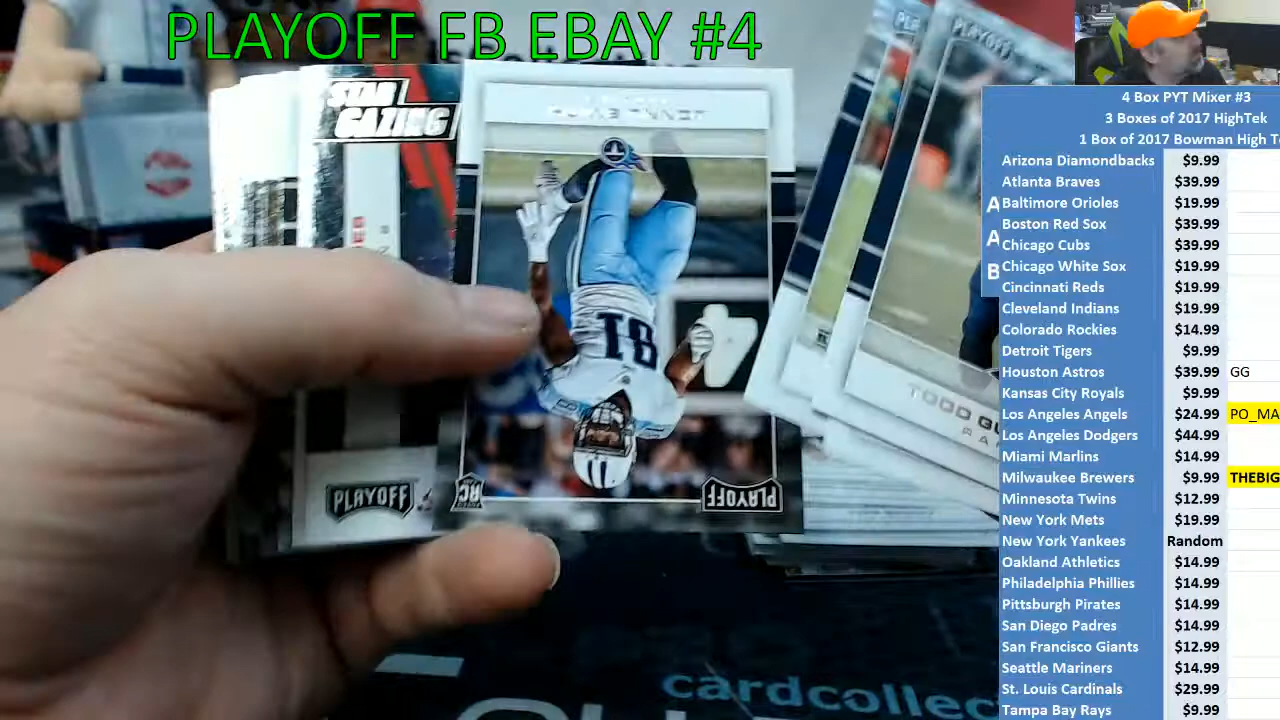 PLAYOFF FB EBAY #4
STAR
GAZING
PLAYOFF
81
RC
PLAYOFF
PLAYOFF
TODD GU
RA
cardcollec
4 Box PYT Mixer #3
3 Boxes of 2017 HighTek
1 Box of 2017 Bowman High T
Arizona Diamondbacks $9.99
Atlanta Braves $39.99
A Baltimore Orioles $19.99
Boston Red Sox $39.99
A Chicago Cubs $39.99
B Chicago White Sox $19.99
Cincinnati Reds $19.99
Cleveland Indians $19.99
Colorado Rockies $14.99
Detroit Tigers $9.99
Houston Astros $39.99 GG
Kansas City Royals $9.99
Los Angeles Angels $24.99 PO_MA
Los Angeles Dodgers $44.99
Miami Marlins $14.99
Milwaukee Brewers $9.99 THEBIG
Minnesota Twins $12.99
New York Mets $19.99
New York Yankees Random
Oakland Athletics $14.99
Philadelphia Phillies $14.99
Pittsburgh Pirates $14.99
San Diego Padres $14.99
San Francisco Giants $12.99
Seattle Mariners $14.99
St. Louis Cardinals $29.99
Tampa Bay Rays $9.99